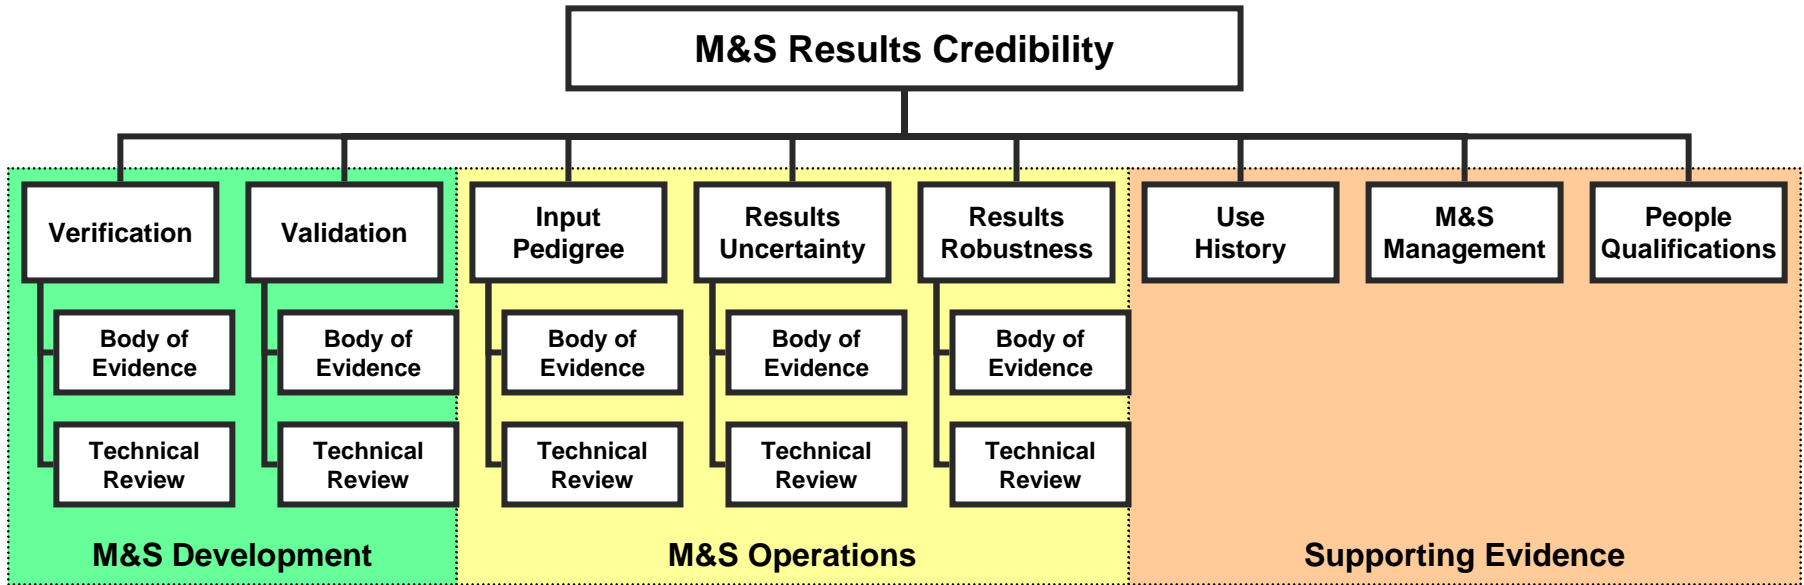 M&S Results Credibility
Verification
Validation
Input
Pedigree
Results
Uncertainty
Results
Robustness
Use
History
M&S
Management
People
Qualifications
Body of
Evidence
Body of
Evidence
Body of
Evidence
Body of
Evidence
Body of
Evidence
Technical
Review
Technical
Review
Technical
Review
Technical
Review
Technical
Review
M&S Development
M&S Operations
Supporting Evidence